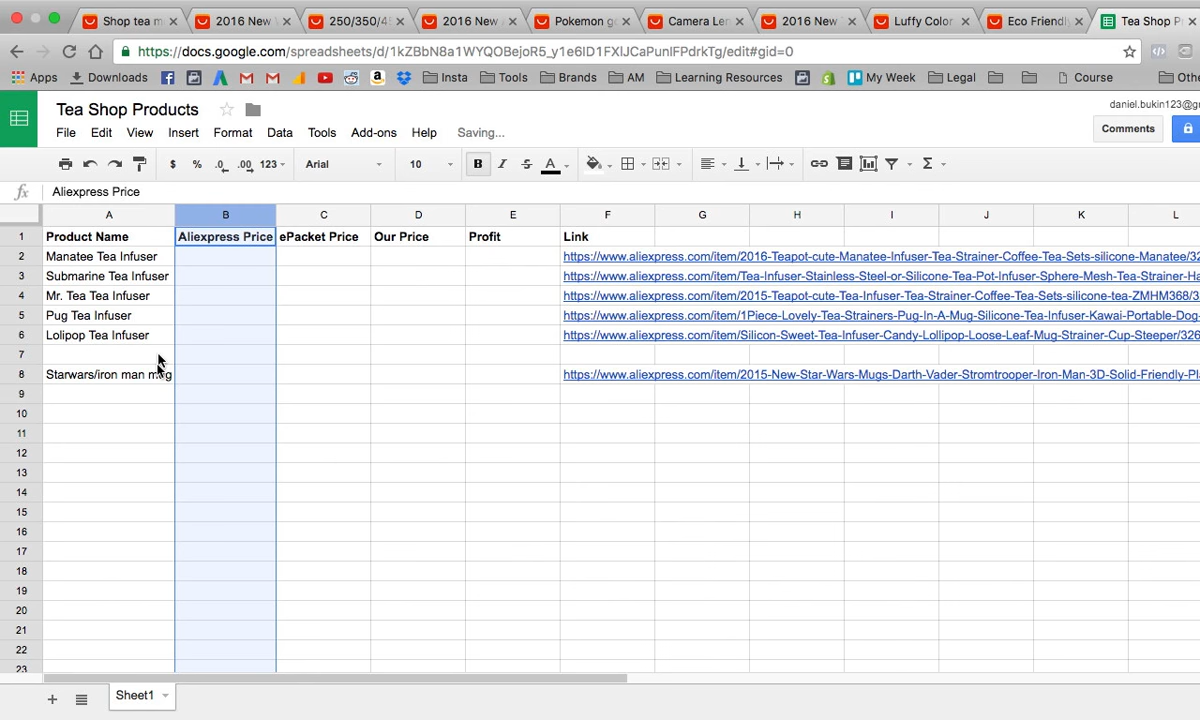 Shop tea m
2016 New
250/350/4
2016 New
Pokemon g
Camera Len
2016 New
Luffy Color
Eco Friendl
Tea Shop P
https://docs.google.com/spreadsheets/d/1kZBbN8a1WYQOBejoR5_y1e6ID1FXIJCaPunlFPdrkTg/edit#gid=0
Apps Downloads Insta Tools Brands AM Learning Resources My Week Legal Course Othe
Tea Shop Products
daniel.bukin123@g
File Edit View Insert Format Data Tools Add-ons Help Saving...
Comments
$ % .0 .00 123 Arial 10 B I S A Σ
fx Aliexpress Price
A B C D E F G H I J K L
1 Product Name Aliexpress Price ePacket Price Our Price Profit Link
2 Manatee Tea Infuser https://www.aliexpress.com/item/2016-Teapot-cute-Manatee-Infuser-Tea-Strainer-Coffee-Tea-Sets-silicone-Manatee/32
3 Submarine Tea Infuser https://www.aliexpress.com/item/Tea-Infuser-Stainless-Steel-or-Silicone-Tea-Pot-Infuser-Sphere-Mesh-Tea-Strainer-Ha
4 Mr. Tea Tea Infuser https://www.aliexpress.com/item/2015-Teapot-cute-Tea-Infuser-Tea-Strainer-Coffee-Tea-Sets-silicone-tea-ZMHM368/3
5 Pug Tea Infuser https://www.aliexpress.com/item/1Piece-Lovely-Tea-Strainers-Pug-In-A-Mug-Silicone-Tea-Infuser-Kawai-Portable-Dog-
6 Lolipop Tea Infuser https://www.aliexpress.com/item/Silicon-Sweet-Tea-Infuser-Candy-Lollipop-Loose-Leaf-Mug-Strainer-Cup-Steeper/326
7
8 Starwars/iron man mug https://www.aliexpress.com/item/2015-New-Star-Wars-Mugs-Darth-Vader-Stromtrooper-Iron-Man-3D-Solid-Friendly-Pl
9
10
11
12
13
14
15
16
17
18
19
20
21
22
23
Sheet1